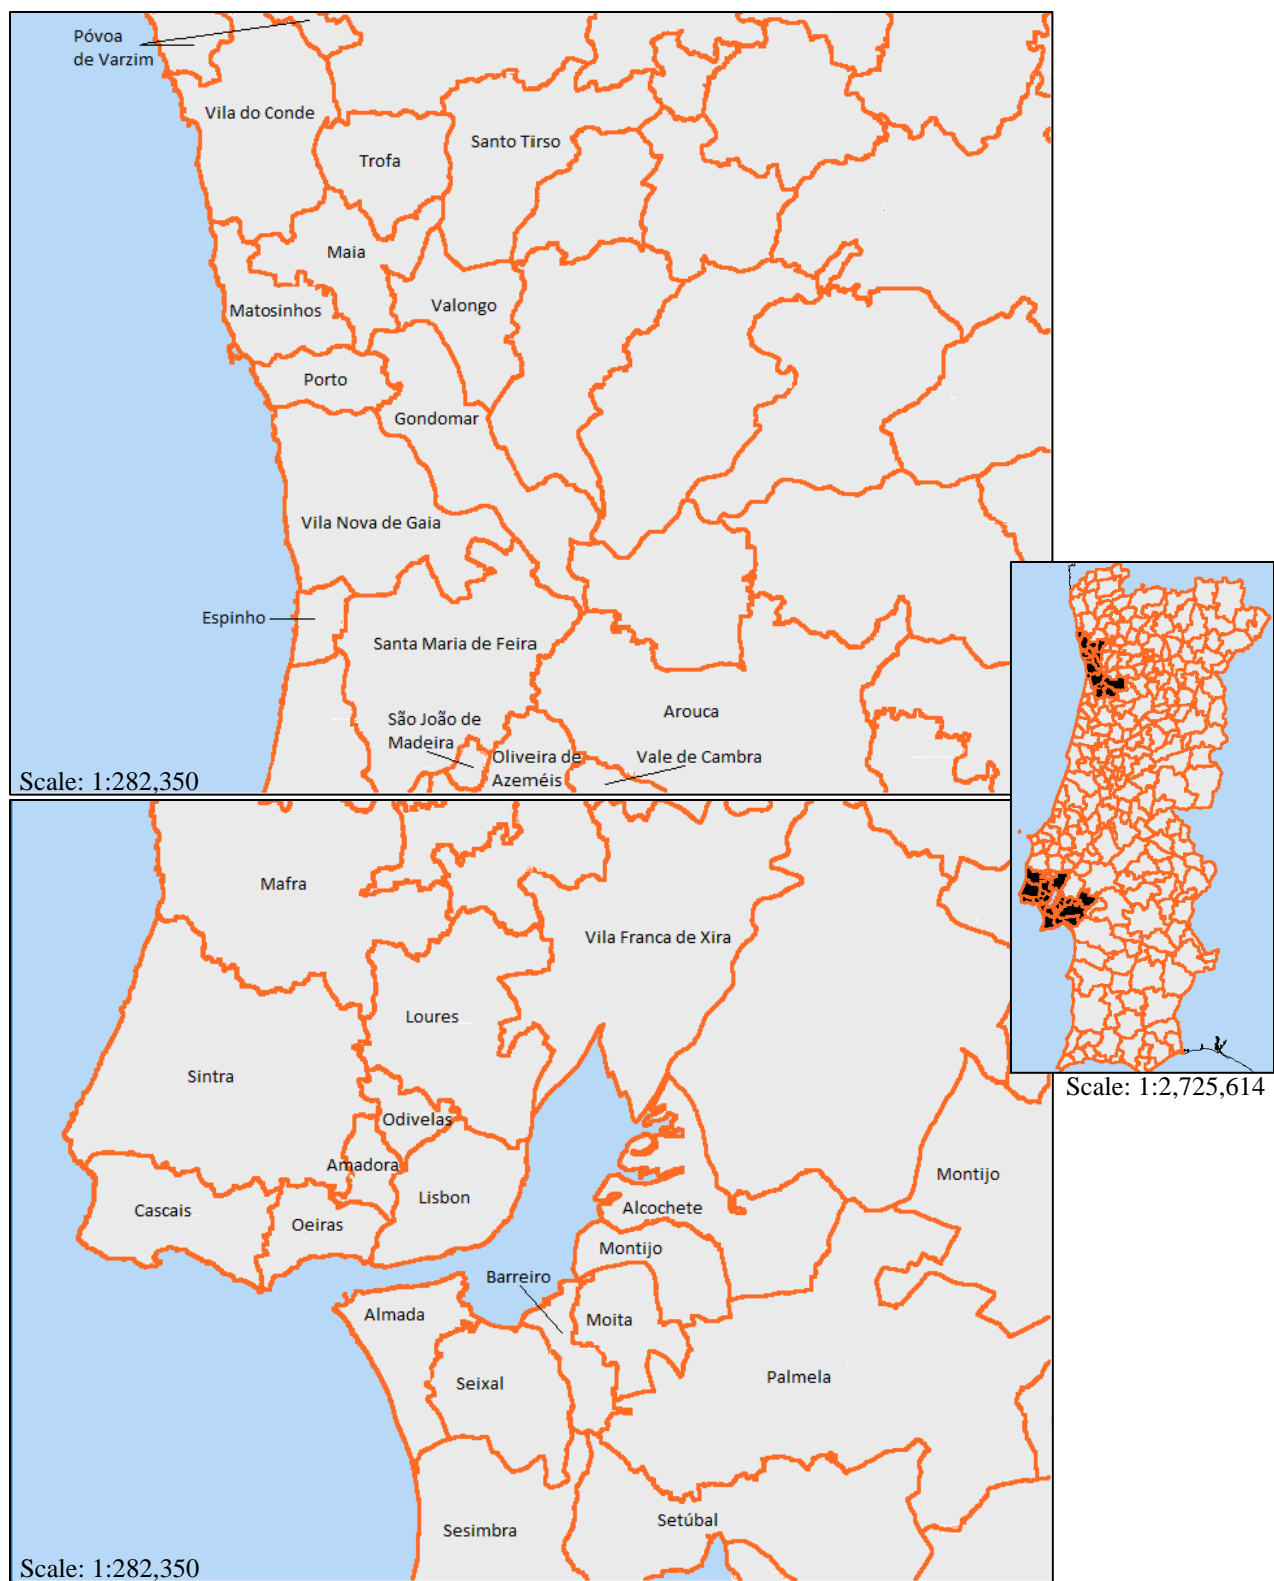 Póvoa
de Varzim
Vila do Conde
Santo Tirso
Trofa
Maia
Valongo
Matosinhos
Porto
Gondomar
Vila Nova de Gaia
Espinho
Santa Maria de Feira
São João de
Madeira
Arouca
Oliveira de
Azeméis
Vale de Cambra
Scale: 1:282,350
Mafra
Vila Franca de Xira
Loures
Sintra
Odivelas
Amadora
Lisbon
Cascais
Oeiras
Alcochete
Montijo
Montijo
Barreiro
Almada
Moita
Seixal
Palmela
Sesimbra
Setúbal
Scale: 1:282,350
Scale: 1:2,725,614